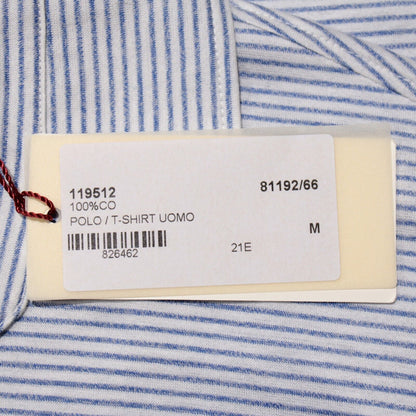 119512 81192/66
100%CO
POLO / T-SHIRT UOMO
M
826462 21E